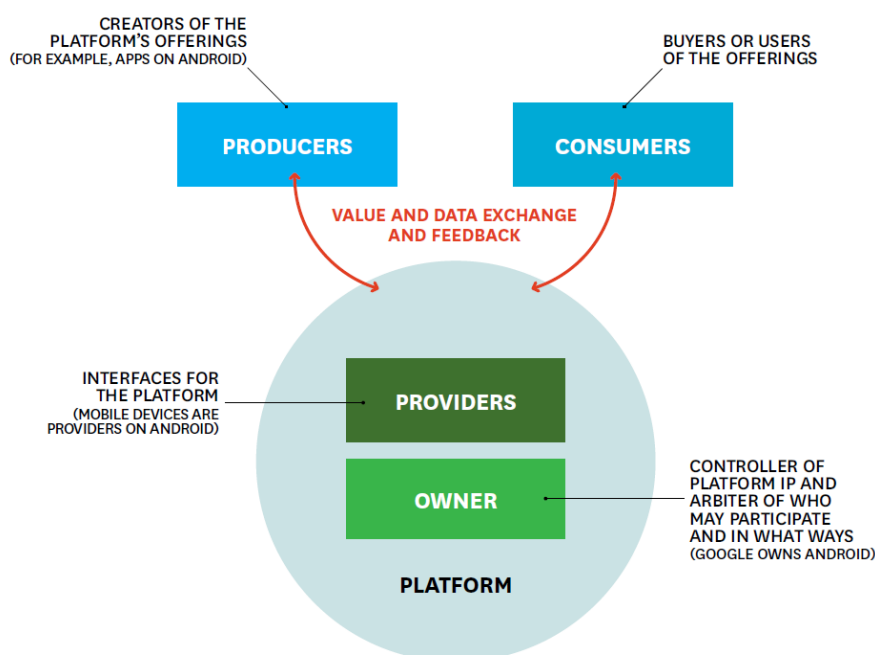 CREATORS OF THE
PLATFORM'S OFFERINGS
(FOR EXAMPLE, APPS ON ANDROID)
BUYERS OR USERS
OF THE OFFERINGS
PRODUCERS
CONSUMERS
VALUE AND DATA EXCHANGE
AND FEEDBACK
INTERFACES FOR
THE PLATFORM
(MOBILE DEVICES ARE
PROVIDERS ON ANDROID)
PROVIDERS
OWNER
CONTROLLER OF
PLATFORM IP AND
ARBITER OF WHO
MAY PARTICIPATE
AND IN WHAT WAYS
(GOOGLE OWNS ANDROID)
PLATFORM